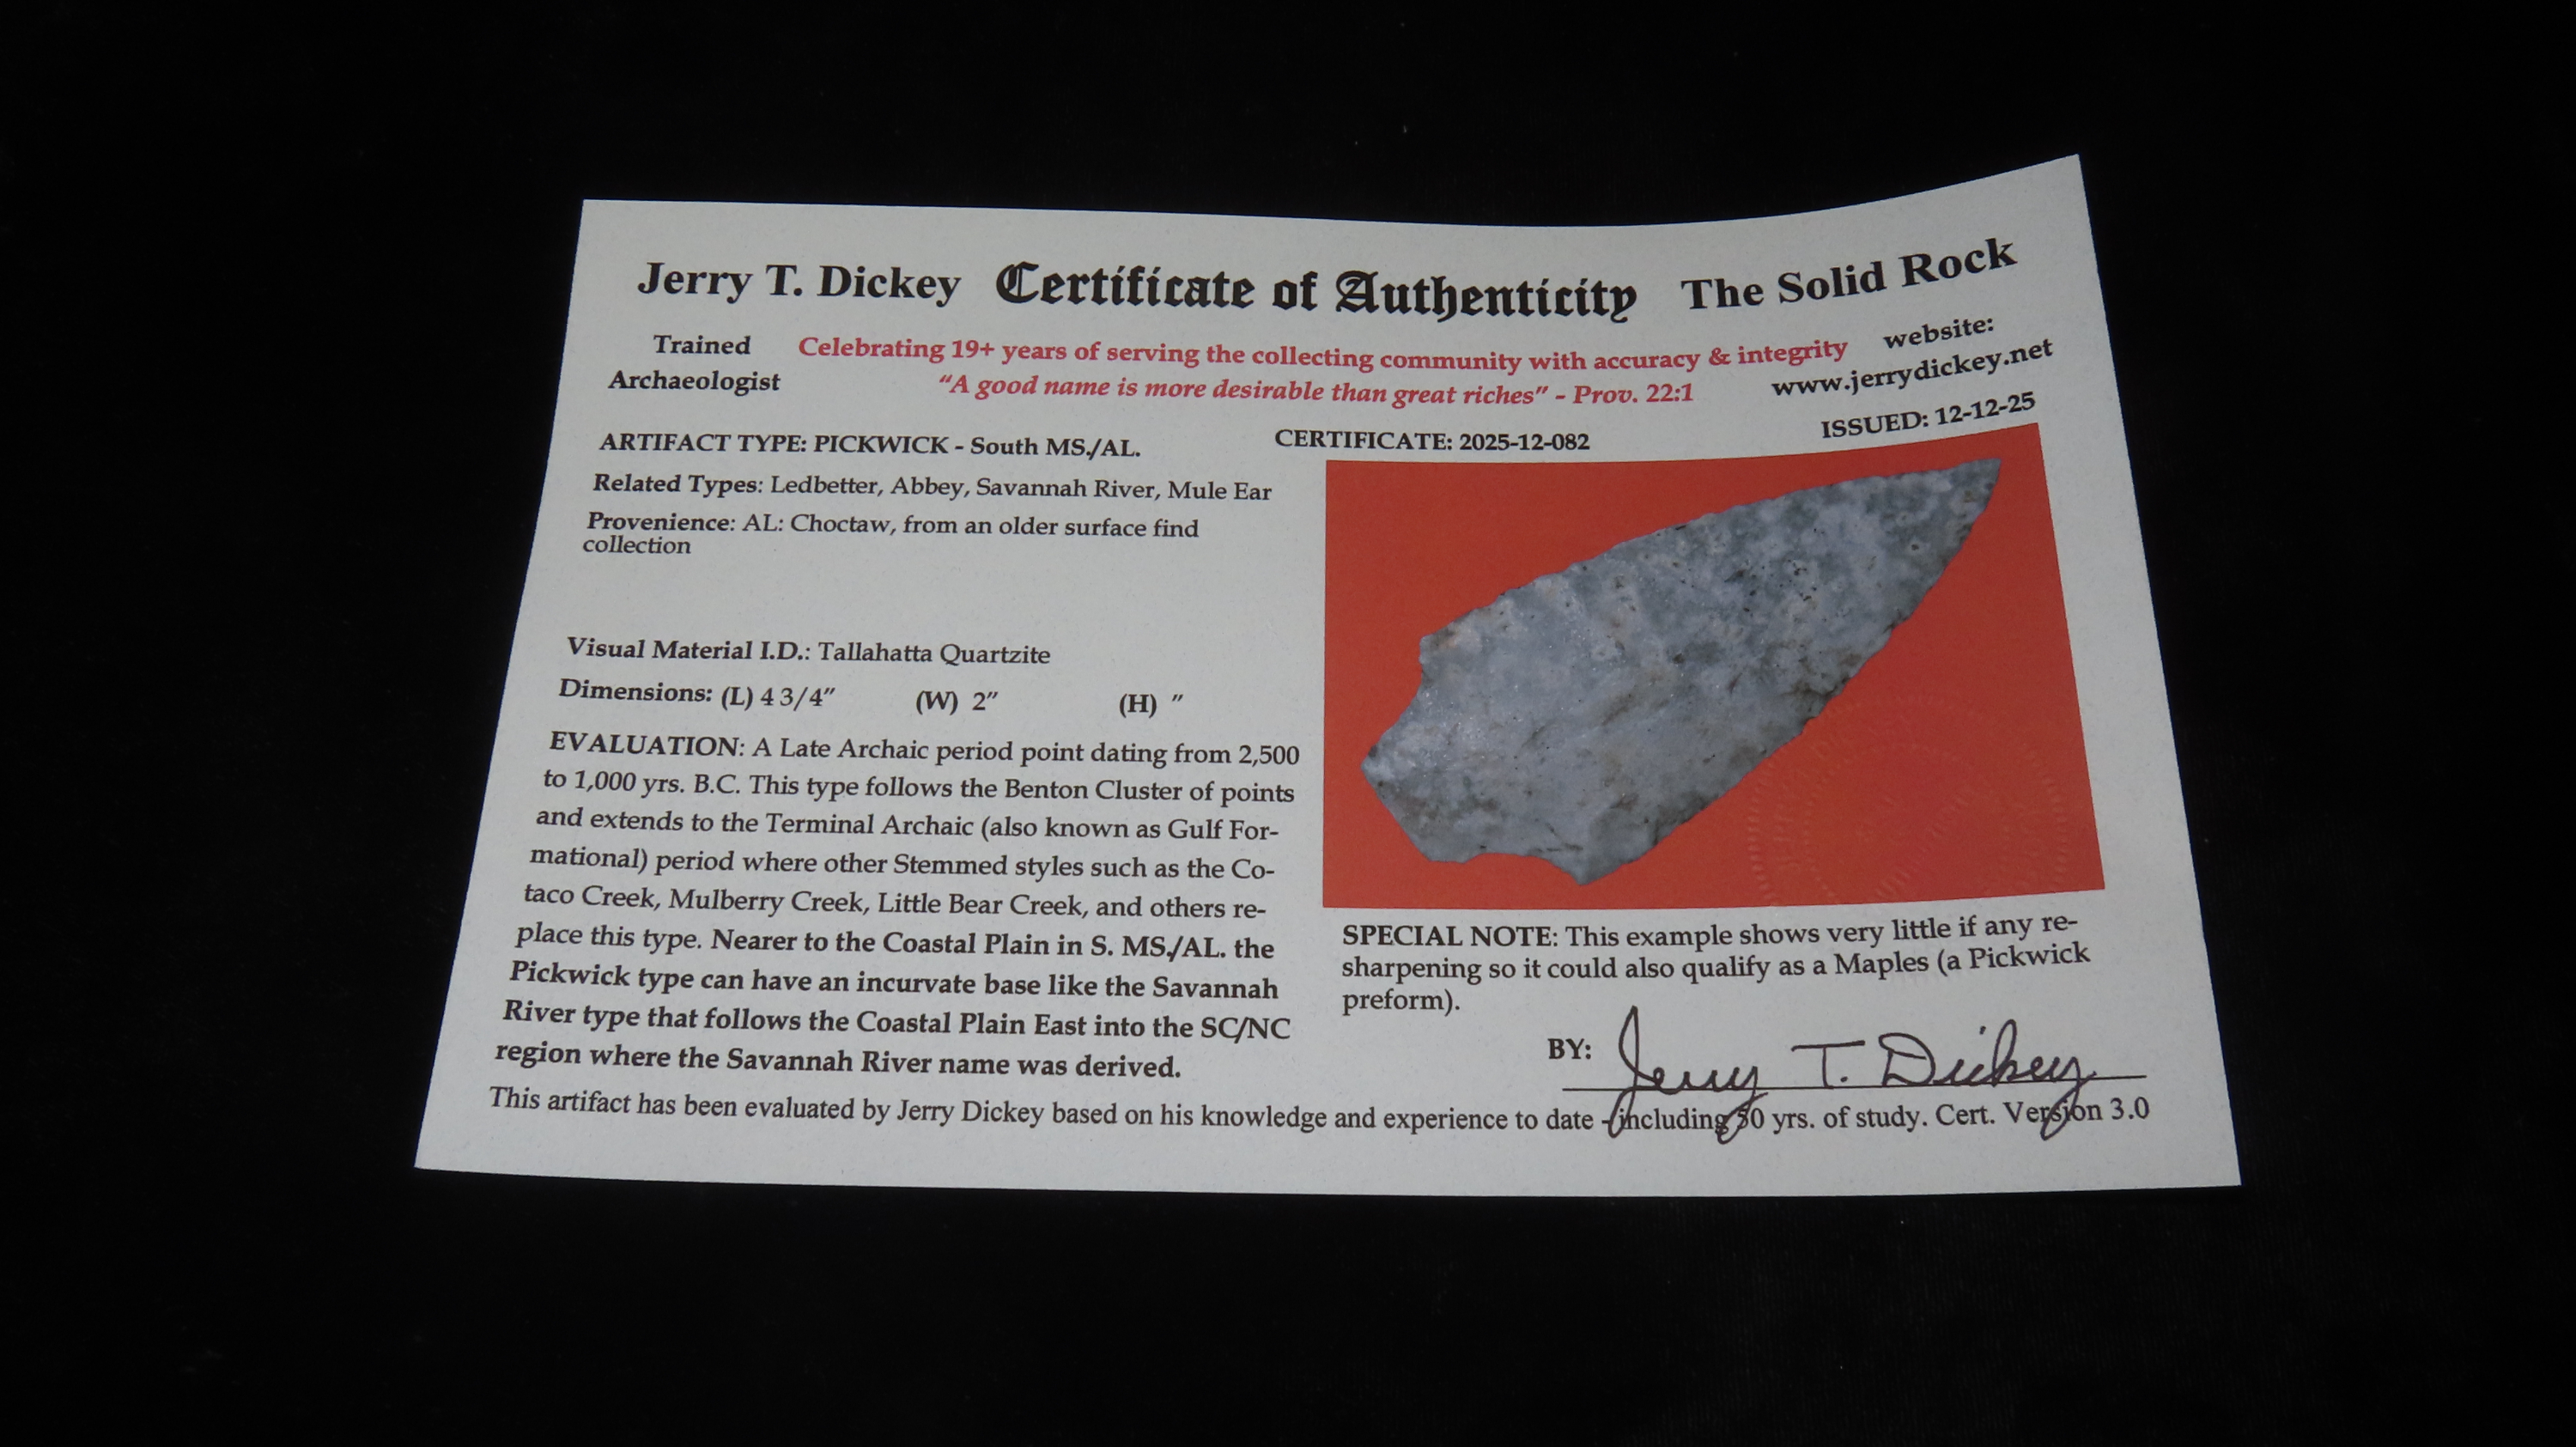 Jerry T. Dickey Certificate of Authenticity The Solid Rock
Trained
Archaeologist
Celebrating 19+ years of serving the collecting community with accuracy & integrity
"A good name is more desirable than great riches" - Prov. 22:1
website:
www.jerrydickey.net
ARTIFACT TYPE: PICKWICK - South MS./AL.
CERTIFICATE: 2025-12-082
ISSUED: 12-12-25
Related Types: Ledbetter, Abbey, Savannah River, Mule Ear
Provenience: AL: Choctaw, from an older surface find
collection
Visual Material I.D.: Tallahatta Quartzite
Dimensions: (L) 4 3/4" (W) 2" (H) "
EVALUATION: A Late Archaic period point dating from 2,500
to 1,000 yrs. B.C. This type follows the Benton Cluster of points
and extends to the Terminal Archaic (also known as Gulf For-
mational) period where other Stemmed styles such as the Co-
taco Creek, Mulberry Creek, Little Bear Creek, and others re-
place this type. Nearer to the Coastal Plain in S. MS./AL. the
Pickwick type can have an incurvate base like the Savannah
River type that follows the Coastal Plain East into the SC/NC
region where the Savannah River name was derived.
SPECIAL NOTE: This example shows very little if any re-
sharpening so it could also qualify as a Maples (a Pickwick
preform).
BY: Jerry T. Dickey
This artifact has been evaluated by Jerry Dickey based on his knowledge and experience to date - including 50 yrs. of study. Cert. Version 3.0